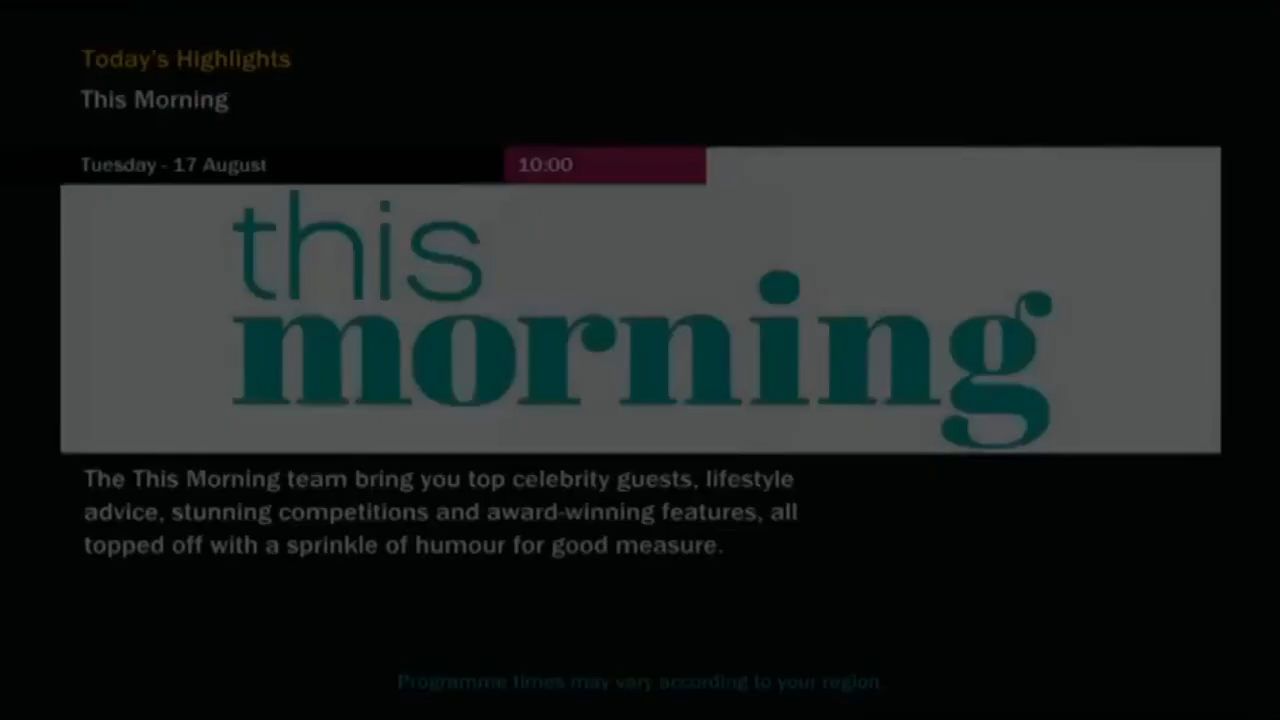 Today's Highlights
This Morning
Tuesday - 17 August
10:00
this
morning
The This Morning team bring you top celebrity guests, lifestyle
advice, stunning competitions and award-winning features, all
topped off with a sprinkle of humour for good measure.
Programme times may vary according to your region